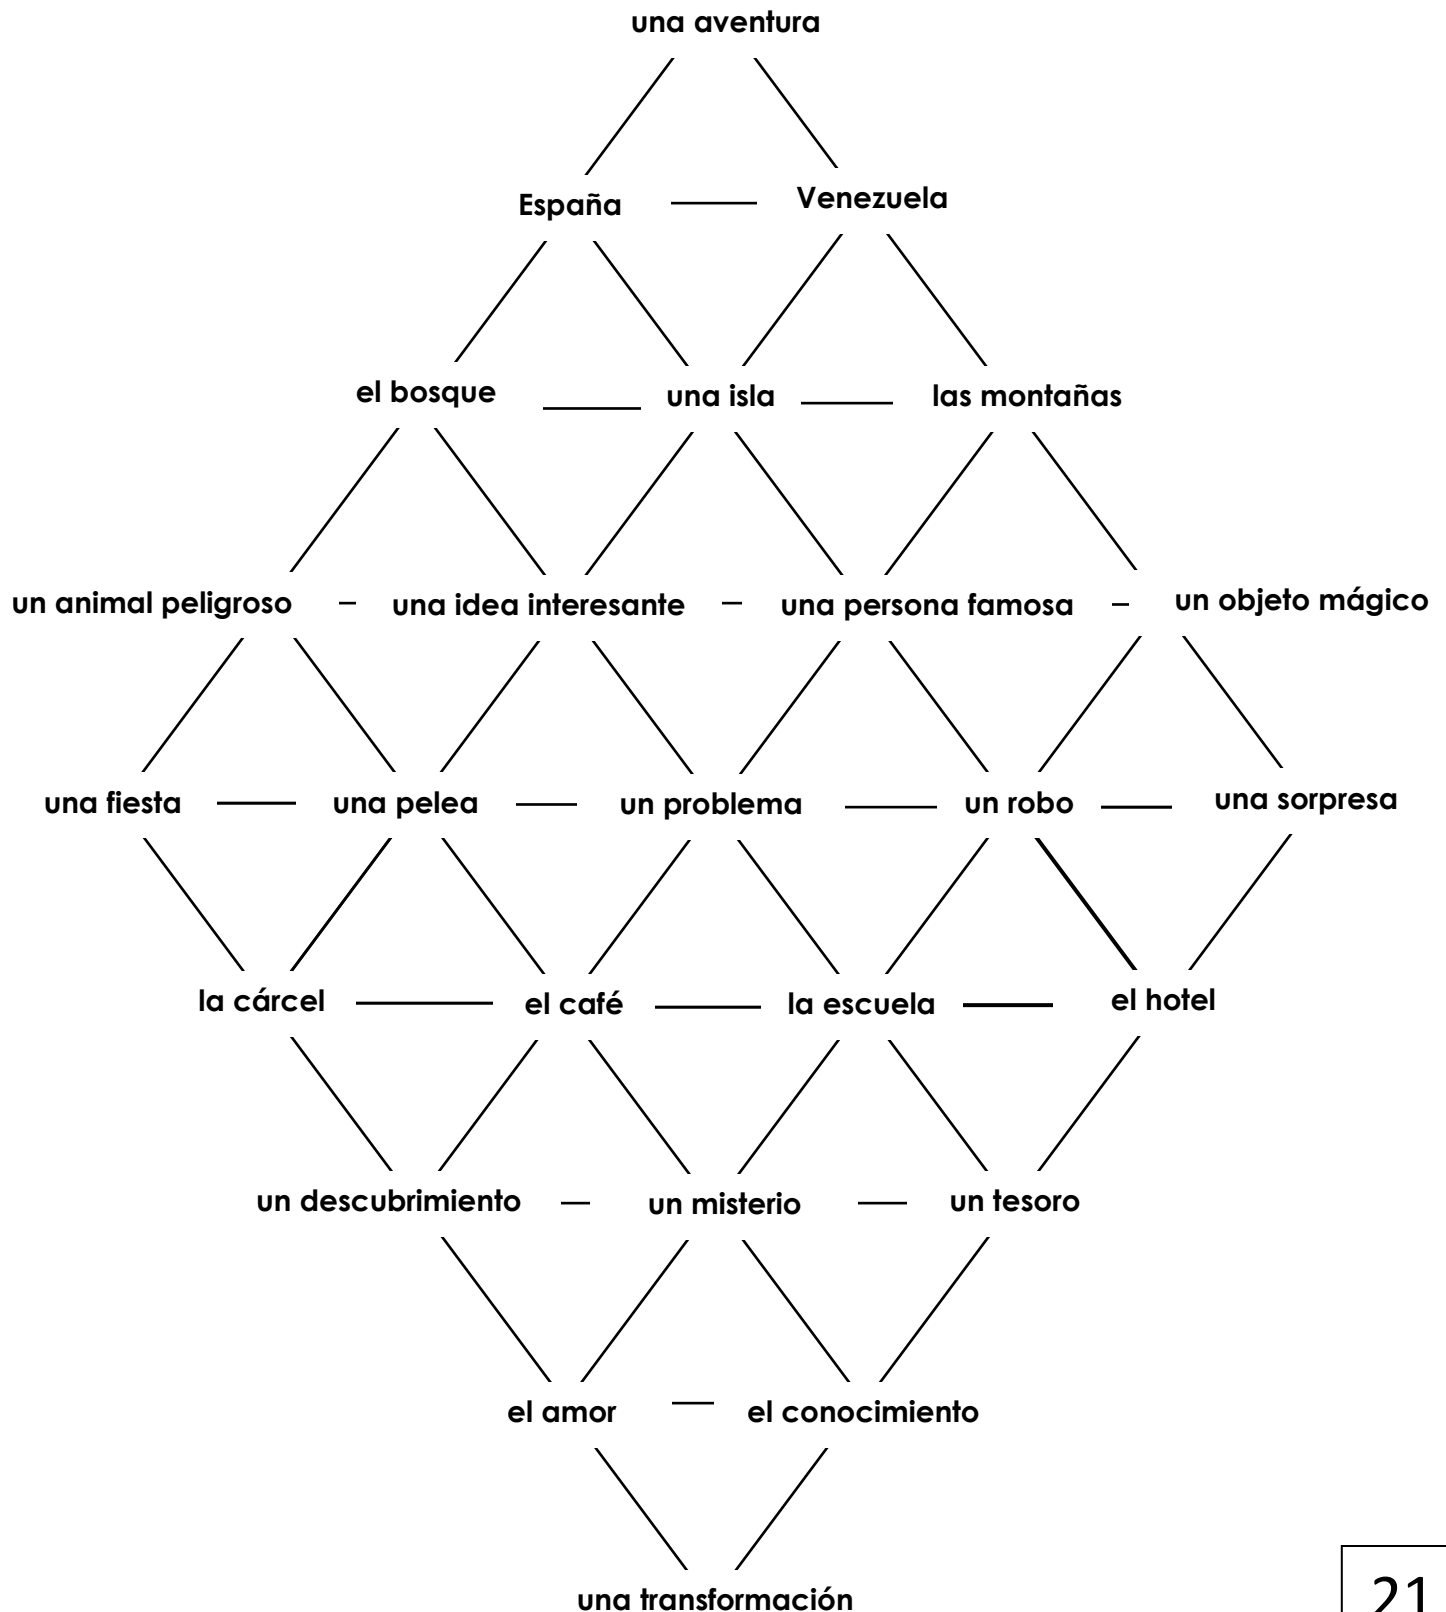 una aventura
España Venezuela
el bosque una isla las montañas
un animal peligroso una idea interesante una persona famosa un objeto mágico
una fiesta una pelea un problema un robo una sorpresa
la cárcel el café la escuela el hotel
un descubrimiento un misterio un tesoro
el amor el conocimiento
una transformación
21